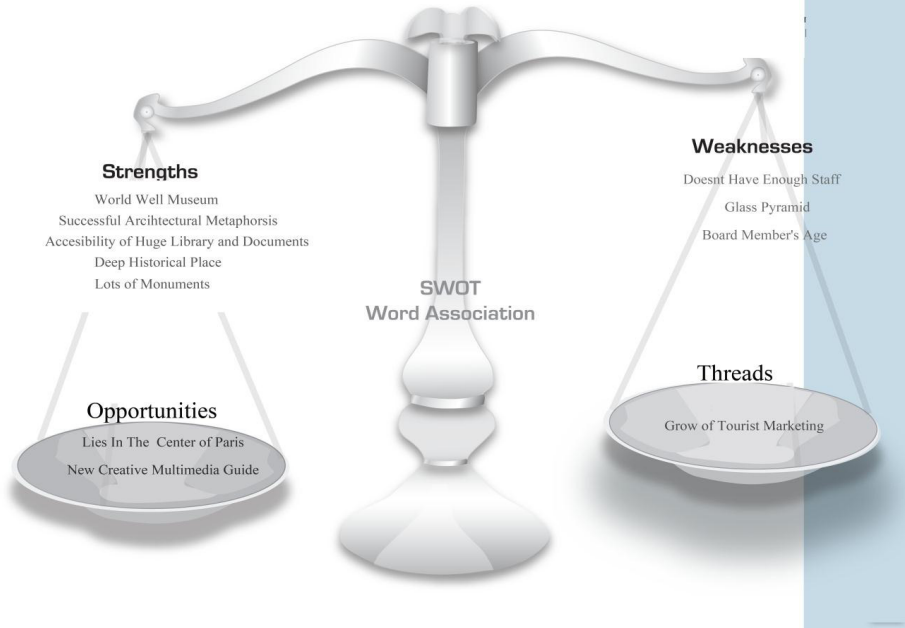 Strengths
World Well Museum
Successful Arcihtectural Metaphorsis
Accesibility of Huge Library and Documents
Deep Historical Place
Lots of Monuments
Opportunities
Lies In The Center of Paris
New Creative Multimedia Guide
SWOT
Word Association
Weaknesses
Doesnt Have Enough Staff
Glass Pyramid
Board Member's Age
Threads
Grow of Tourist Marketing